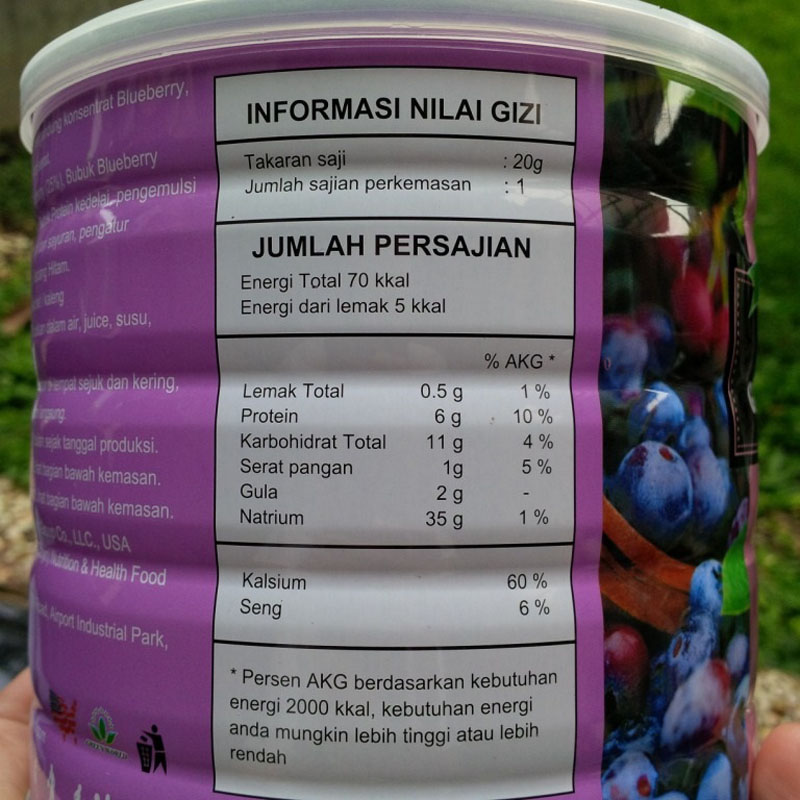 konsentrat Blueberry,
Bubuk Blueberry
Protein kedelai, pengemulsi
sayuran, pengatur
Hitam.
kaleng
dalam air, juice, susu,
tempat sejuk dan kering,
langsung.
sejak tanggal produksi.
bagian bawah kemasan.
bagian bawah kemasan.
Co., LLC., USA
Nutrition & Health Food
Airport Industrial Park,
GREENWORLD
INFORMASI NILAI GIZI
Takaran saji : 20g
Jumlah sajian perkemasan : 1
JUMLAH PERSAJIAN
Energi Total 70 kkal
Energi dari lemak 5 kkal
% AKG *
Lemak Total 0.5 g 1 %
Protein 6 g 10 %
Karbohidrat Total 11 g 4 %
Serat pangan 1g 5 %
Gula 2 g -
Natrium 35 g 1 %
Kalsium 60 %
Seng 6 %
* Persen AKG berdasarkan kebutuhan
energi 2000 kkal, kebutuhan energi
anda mungkin lebih tinggi atau lebih
rendah